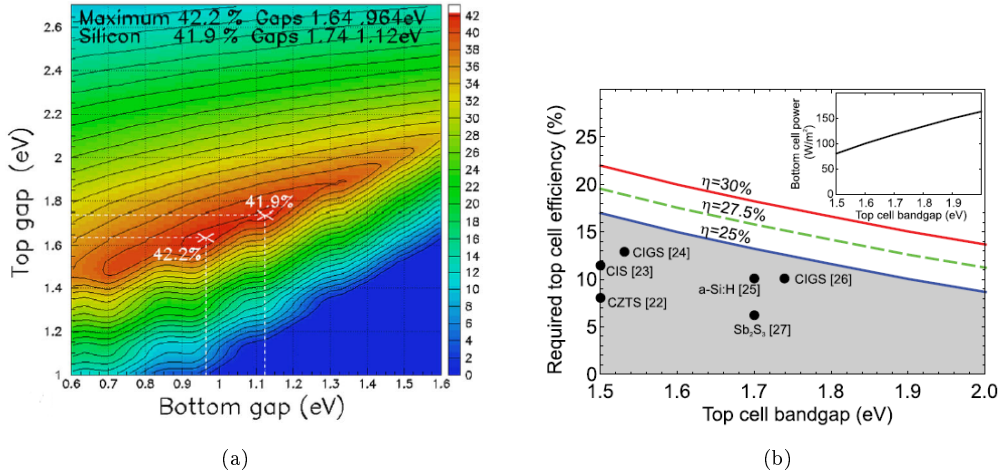 Maximum 42.2 % Gaps 1.64 .964eV
Silicon 41.9 % Gaps 1.74 1.12eV
2.6
2.4
2.2
2
1.8
1.6
1.4
1.2
1
Top gap (eV)
41.9%
42.2%
0.6 0.7 0.8 0.9 1 1.1 1.2 1.3 1.4 1.5 1.6
Bottom gap (eV)
42
40
38
36
34
32
30
28
26
24
22
20
18
16
14
12
10
8
6
4
2
0
(a)
Required top cell efficiency (%)
25
20
15
10
5
0
η=30%
η=27.5%
η=25%
CIGS [24]
CIS [23]
CZTS [22]
a-Si:H [25]
CIGS [26]
Sb₂S₃ [27]
1.5 1.6 1.7 1.8 1.9 2.0
Top cell bandgap (eV)
Bottom cell power
(W/m²)
150
100
50
0
1.5 1.6 1.7 1.8 1.9
Top cell bandgap (eV)
(b)